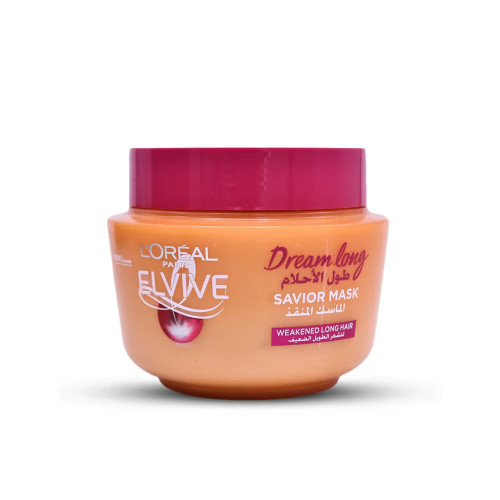 L'ORÉAL
PARIS
ELVIVE
Dream long
طول الأحلام
SAVIOR MASK
الماسك المنقذ
WEAKENED LONG HAIR
للشعر الطويل الضعيف